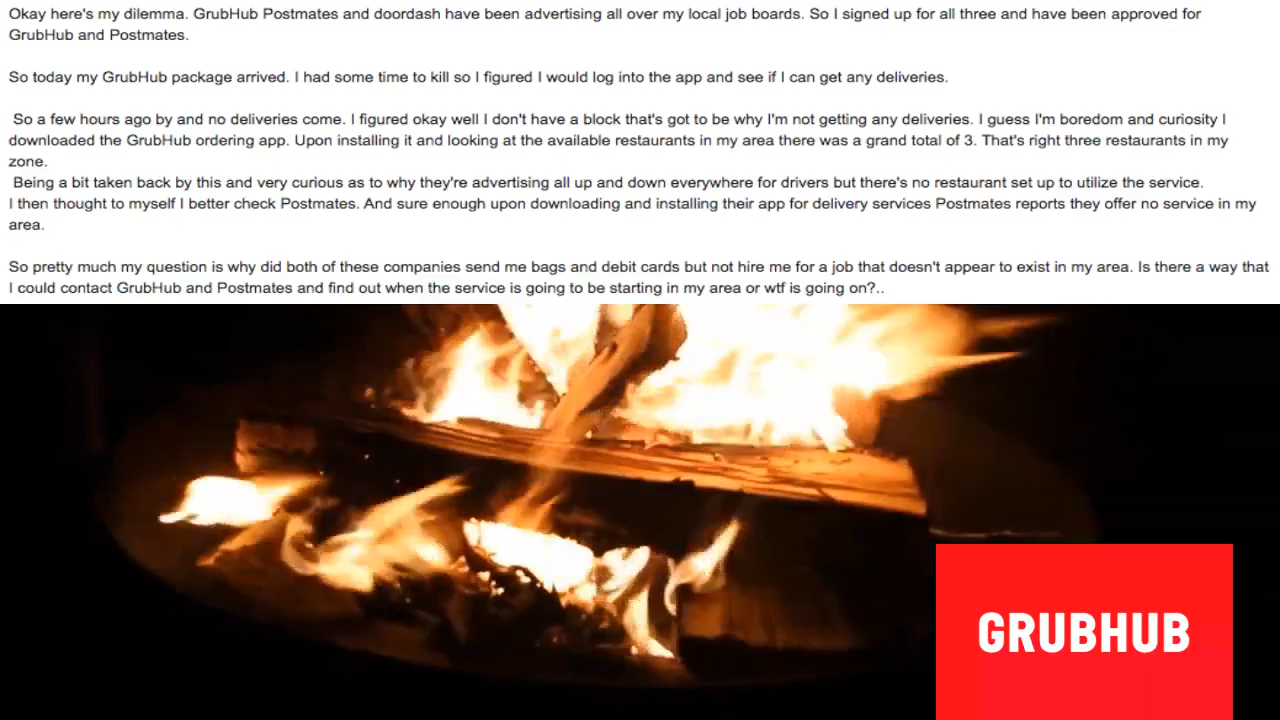 Okay here's my dilemma. GrubHub Postmates and doordash have been advertising all over my local job boards. So I signed up for all three and have been approved for
GrubHub and Postmates.
So today my GrubHub package arrived. I had some time to kill so I figured I would log into the app and see if I can get any deliveries.
So a few hours ago by and no deliveries come. I figured okay well I don't have a block that's got to be why I'm not getting any deliveries. I guess I'm boredom and curiosity I
downloaded the GrubHub ordering app. Upon installing it and looking at the available restaurants in my area there was a grand total of 3. That's right three restaurants in my
zone.
Being a bit taken back by this and very curious as to why they're advertising all up and down everywhere for drivers but there's no restaurant set up to utilize the service.
I then thought to myself I better check Postmates. And sure enough upon downloading and installing their app for delivery services Postmates reports they offer no service in my
area.
So pretty much my question is why did both of these companies send me bags and debit cards but not hire me for a job that doesn't appear to exist in my area. Is there a way that
I could contact GrubHub and Postmates and find out when the service is going to be starting in my area or wtf is going on?..
GRUBHUB